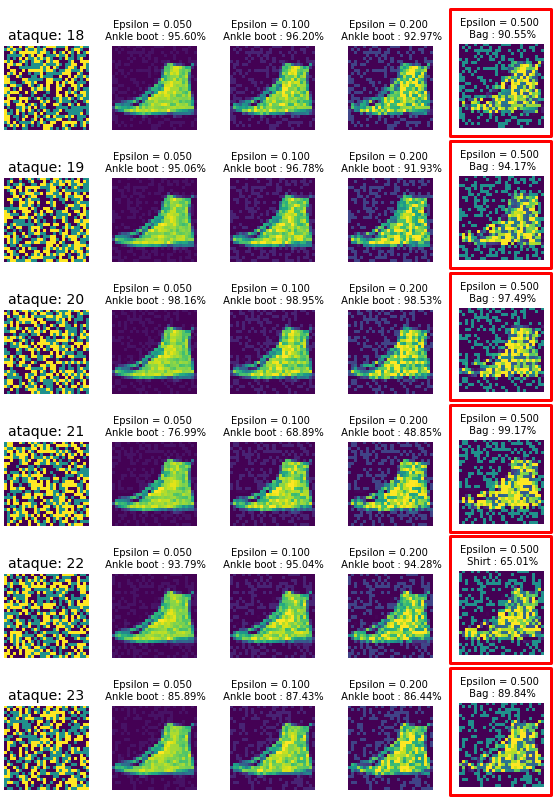 ataque: 18
Epsilon = 0.050
Ankle boot : 95.60%
Epsilon = 0.100
Ankle boot : 96.20%
Epsilon = 0.200
Ankle boot : 92.97%
Epsilon = 0.500
Bag : 90.55%
ataque: 19
Epsilon = 0.050
Ankle boot : 95.06%
Epsilon = 0.100
Ankle boot : 96.78%
Epsilon = 0.200
Ankle boot : 91.93%
Epsilon = 0.500
Bag : 94.17%
ataque: 20
Epsilon = 0.050
Ankle boot : 98.16%
Epsilon = 0.100
Ankle boot : 98.95%
Epsilon = 0.200
Ankle boot : 98.53%
Epsilon = 0.500
Bag : 97.49%
ataque: 21
Epsilon = 0.050
Ankle boot : 76.99%
Epsilon = 0.100
Ankle boot : 68.89%
Epsilon = 0.200
Ankle boot : 48.85%
Epsilon = 0.500
Bag : 99.17%
ataque: 22
Epsilon = 0.050
Ankle boot : 93.79%
Epsilon = 0.100
Ankle boot : 95.04%
Epsilon = 0.200
Ankle boot : 94.28%
Epsilon = 0.500
Shirt : 65.01%
ataque: 23
Epsilon = 0.050
Ankle boot : 85.89%
Epsilon = 0.100
Ankle boot : 87.43%
Epsilon = 0.200
Ankle boot : 86.44%
Epsilon = 0.500
Bag : 89.84%